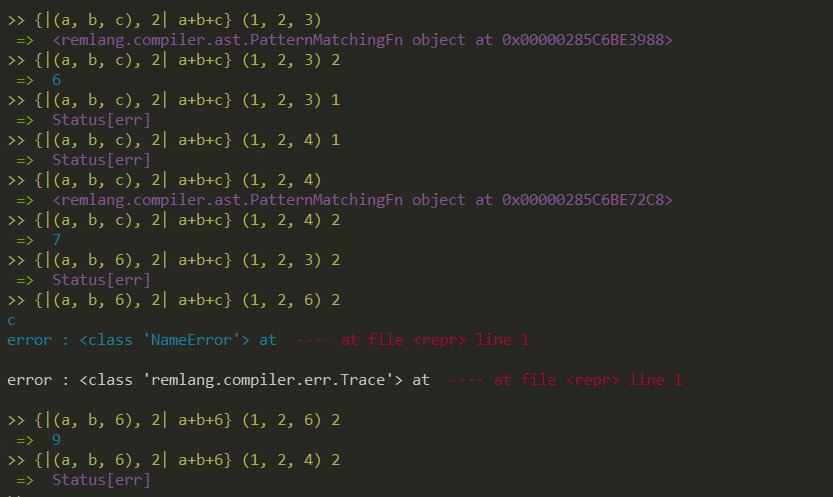 >> {|(a, b, c), 2| a+b+c} (1, 2, 3)
=> <remlang.compiler.ast.PatternMatchingFn object at 0x00000285C6BE3988>
>> {|(a, b, c), 2| a+b+c} (1, 2, 3) 2
=> 6
>> {|(a, b, c), 2| a+b+c} (1, 2, 3) 1
=> Status[err]
>> {|(a, b, c), 2| a+b+c} (1, 2, 4) 1
=> Status[err]
>> {|(a, b, c), 2| a+b+c} (1, 2, 4)
=> <remlang.compiler.ast.PatternMatchingFn object at 0x00000285C6BE72C8>
>> {|(a, b, c), 2| a+b+c} (1, 2, 4) 2
=> 7
>> {|(a, b, 6), 2| a+b+c} (1, 2, 3) 2
=> Status[err]
>> {|(a, b, 6), 2| a+b+c} (1, 2, 6) 2
c
error : <class 'NameError'> at ---- at file <repr> line 1
error : <class 'remlang.compiler.err.Trace'> at ---- at file <repr> line 1
>> {|(a, b, 6), 2| a+b+6} (1, 2, 6) 2
=> 9
>> {|(a, b, 6), 2| a+b+6} (1, 2, 4) 2
=> Status[err]